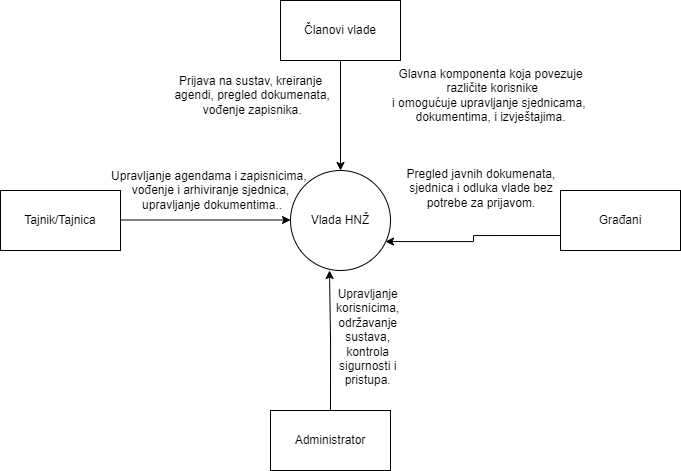 Članovi vlade
Prijava na sustav, kreiranje
agendi, pregled dokumenata,
vođenje zapisnika.
Glavna komponenta koja povezuje
različite korisnike
i omogućuje upravljanje sjednicama,
dokumentima, i izvještajima.
Upravljanje agendama i zapisnicima,
vođenje i arhiviranje sjednica,
upravljanje dokumentima..
Pregled javnih dokumenata,
sjednica i odluka vlade bez
potrebe za prijavom.
Tajnik/Tajnica
Vlada HNŽ
Građani
Upravljanje
korisnicima,
održavanje
sustava,
kontrola
sigurnosti i
pristupa.
Administrator